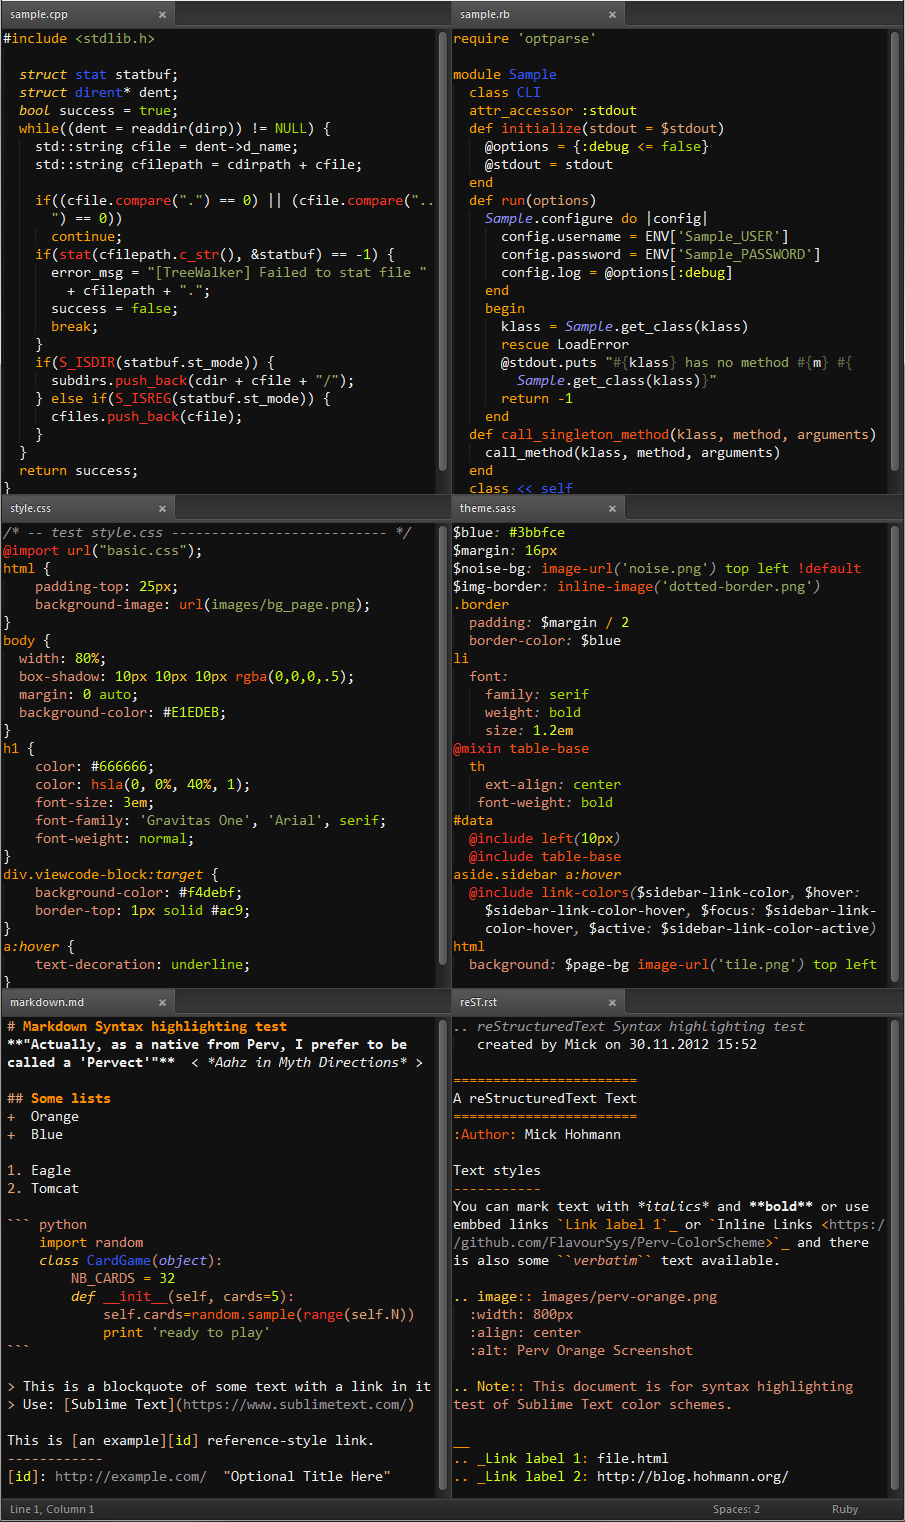 sample.cpp ×
#include <stdlib.h>
struct stat statbuf;
struct dirent* dent;
bool success = true;
while((dent = readdir(dirp)) != NULL) {
std::string cfile = dent->d_name;
std::string cfilepath = cdirpath + cfile;
if((cfile.compare(".") == 0) || (cfile.compare("..
") == 0))
continue;
if(stat(cfilepath.c_str(), &statbuf) == -1) {
error_msg = "[TreeWalker] Failed to stat file "
+ cfilepath + ".";
success = false;
break;
}
if(S_ISDIR(statbuf.st_mode)) {
subdirs.push_back(cdir + cfile + "/");
} else if(S_ISREG(statbuf.st_mode)) {
cfiles.push_back(cfile);
}
}
return success;
}
sample.rb ×
require 'optparse'
module Sample
class CLI
attr_accessor :stdout
def initialize(stdout = $stdout)
@options = {:debug <= false}
@stdout = stdout
end
def run(options)
Sample.configure do |config|
config.username = ENV['Sample_USER']
config.password = ENV['Sample_PASSWORD']
config.log = @options[:debug]
end
begin
klass = Sample.get_class(klass)
rescue LoadError
@stdout.puts "#{klass} has no method #{m} #{
Sample.get_class(klass)}"
return -1
end
def call_singleton_method(klass, method, arguments)
call_method(klass, method, arguments)
end
class << self
style.css ×
/* -- test style.css --------------------------- */
@import url("basic.css");
html {
padding-top: 25px;
background-image: url(images/bg_page.png);
}
body {
width: 80%;
box-shadow: 10px 10px 10px rgba(0,0,0,.5);
margin: 0 auto;
background-color: #E1EDEB;
}
h1 {
color: #666666;
color: hsla(0, 0%, 40%, 1);
font-size: 3em;
font-family: 'Gravitas One', 'Arial', serif;
font-weight: normal;
}
div.viewcode-block:target {
background-color: #f4debf;
border-top: 1px solid #ac9;
}
a:hover {
text-decoration: underline;
}
theme.sass ×
$blue: #3bbfce
$margin: 16px
$noise-bg: image-url('noise.png') top left !default
$img-border: inline-image('dotted-border.png')
.border
padding: $margin / 2
border-color: $blue
li
font:
family: serif
weight: bold
size: 1.2em
@mixin table-base
th
ext-align: center
font-weight: bold
#data
@include left(10px)
@include table-base
aside.sidebar a:hover
@include link-colors($sidebar-link-color, $hover:
$sidebar-link-color-hover, $focus: $sidebar-link-
color-hover, $active: $sidebar-link-color-active)
html
background: $page-bg image-url('tile.png') top left
markdown.md ×
# Markdown Syntax highlighting test
**"Actually, as a native from Perv, I prefer to be
called a 'Pervect'"** < *Aahz in Myth Directions* >
## Some lists
+ Orange
+ Blue
1. Eagle
2. Tomcat
``` python
import random
class CardGame(object):
NB_CARDS = 32
def __init__(self, cards=5):
self.cards=random.sample(range(self.N))
print 'ready to play'
```
> This is a blockquote of some text with a link in it
> Use: [Sublime Text](https://www.sublimetext.com/)
This is [an example][id] reference-style link.
------------
[id]: http://example.com/ "Optional Title Here"
reST.rst ×
.. reStructuredText Syntax highlighting test
created by Mick on 30.11.2012 15:52
=======================
A reStructuredText Text
=======================
:Author: Mick Hohmann
Text styles
-----------
You can mark text with *italics* and **bold** or use
embbed links `Link label 1`_ or `Inline Links <https:/
/github.com/FlavourSys/Perv-ColorScheme>`_ and there
is also some ``verbatim`` text available.
.. image:: images/perv-orange.png
:width: 800px
:align: center
:alt: Perv Orange Screenshot
.. Note:: This document is for syntax highlighting
test of Sublime Text color schemes.
__
.. _Link label 1: file.html
.. _Link label 2: http://blog.hohmann.org/
Line 1, Column 1 Spaces: 2 Ruby